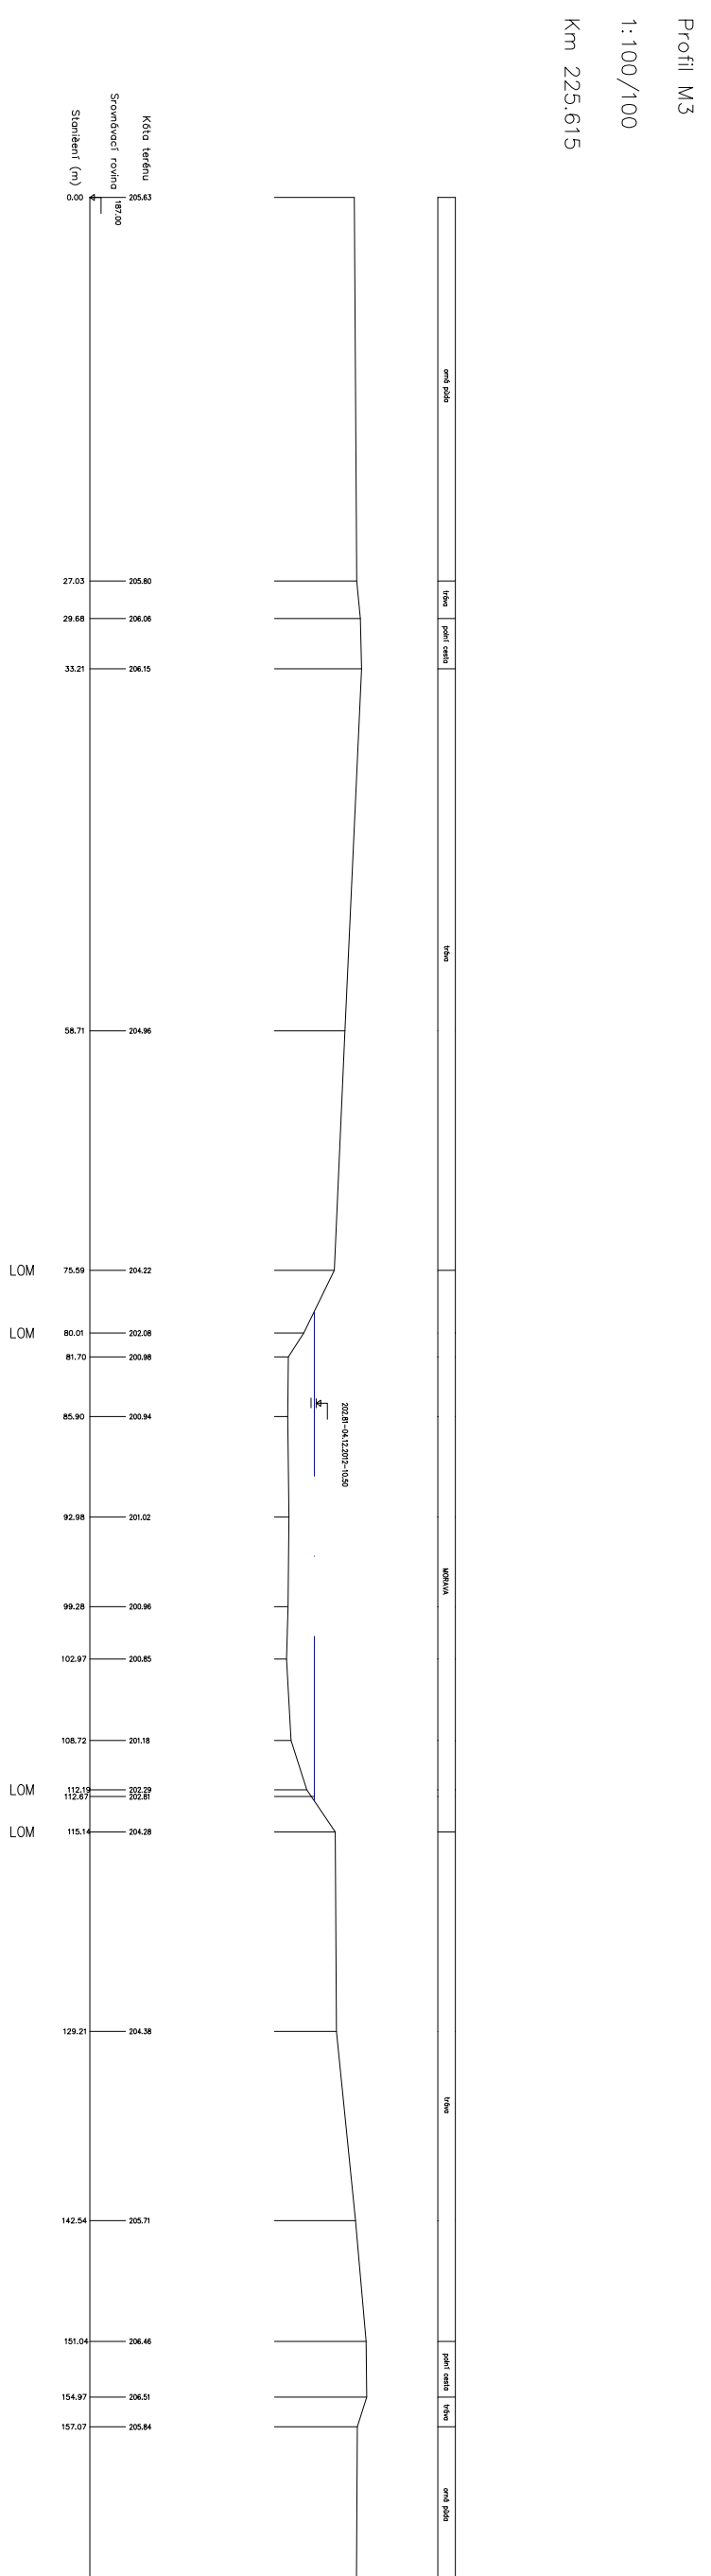 Profil M3
1:100/100
Km 225.615
Kóta terénu
Srovnávací rovina
187.00
Staničení (m)
0.00 205.63
orná půda
27.03 205.80
tráva
29.68 206.06
polní cesta
33.21 206.15
tráva
58.71 204.96
LOM 75.59 204.22
LOM 80.01 202.08
81.70 200.98
202.81-04.12.2012-10.50
85.90 200.94
92.98 201.02
MORAVA
99.28 200.96
102.97 200.85
108.72 201.18
LOM 112.19 202.29
112.67 202.81
LOM 115.14 204.28
129.21 204.38
tráva
142.54 205.71
151.04 206.46
polní cesta
154.97 206.51
tráva
157.07 205.84
orná půda